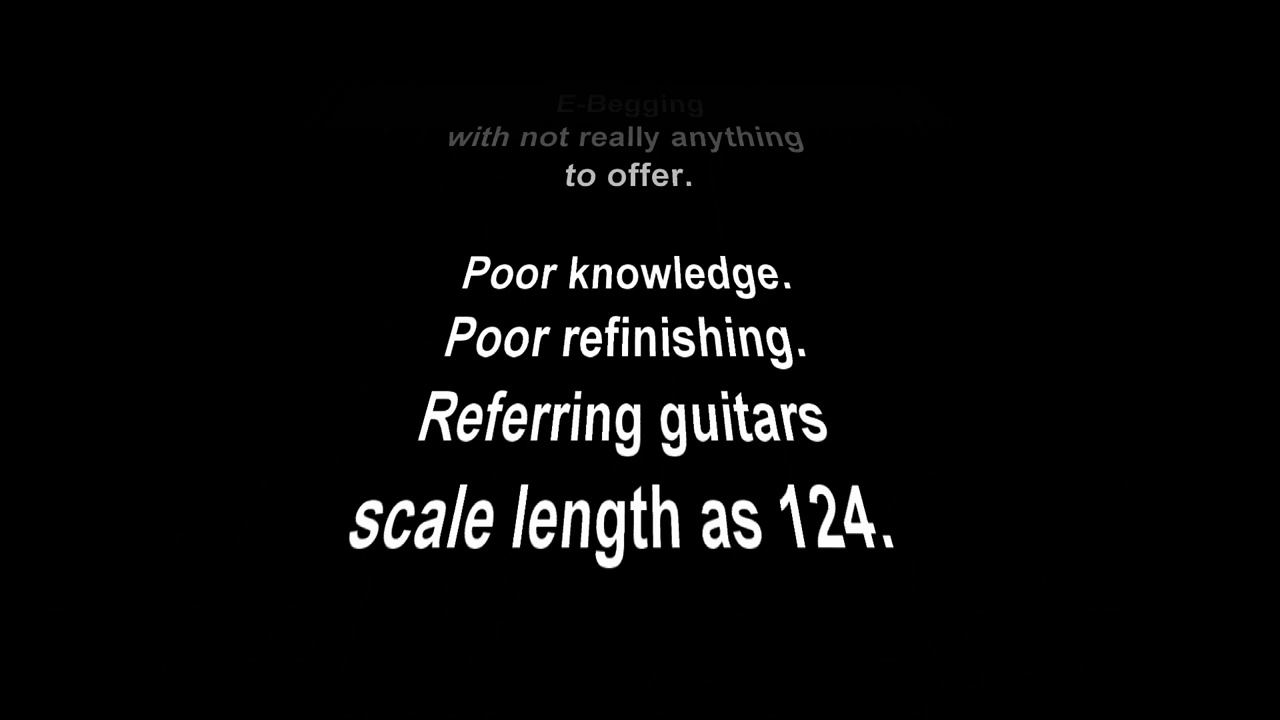 E-Begging
with not really anything
to offer.
Poor knowledge.
Poor refinishing.
Referring guitars
scale length as 124.